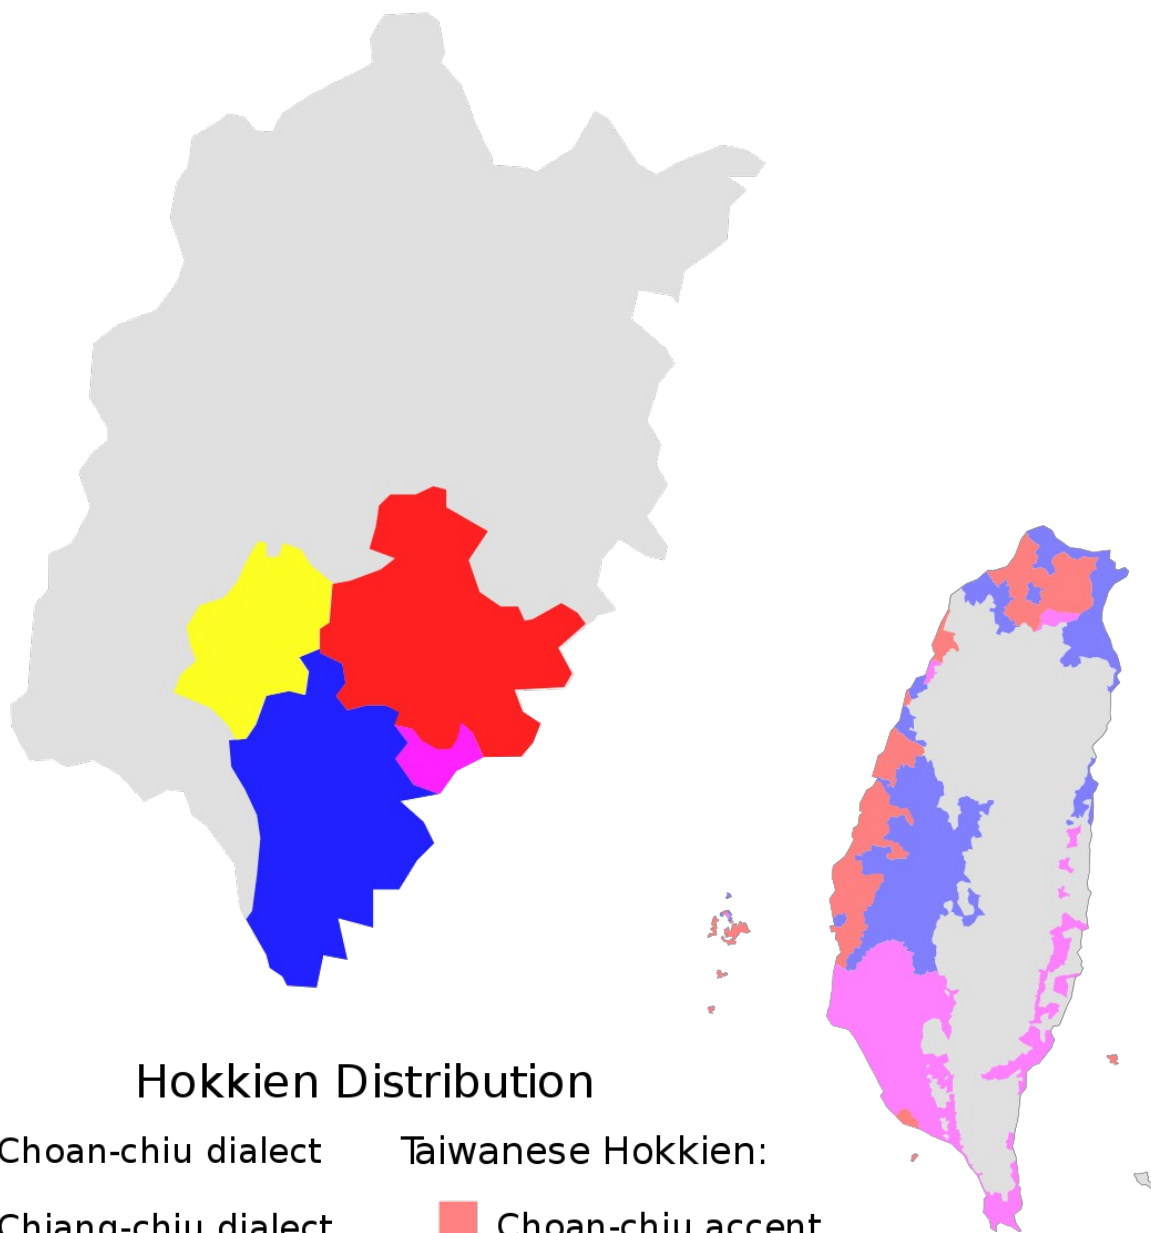 Hokkien Distribution
Choan-chiu dialect
Taiwanese Hokkien:
Chiang-chiu dialect
Choan-chiu accent